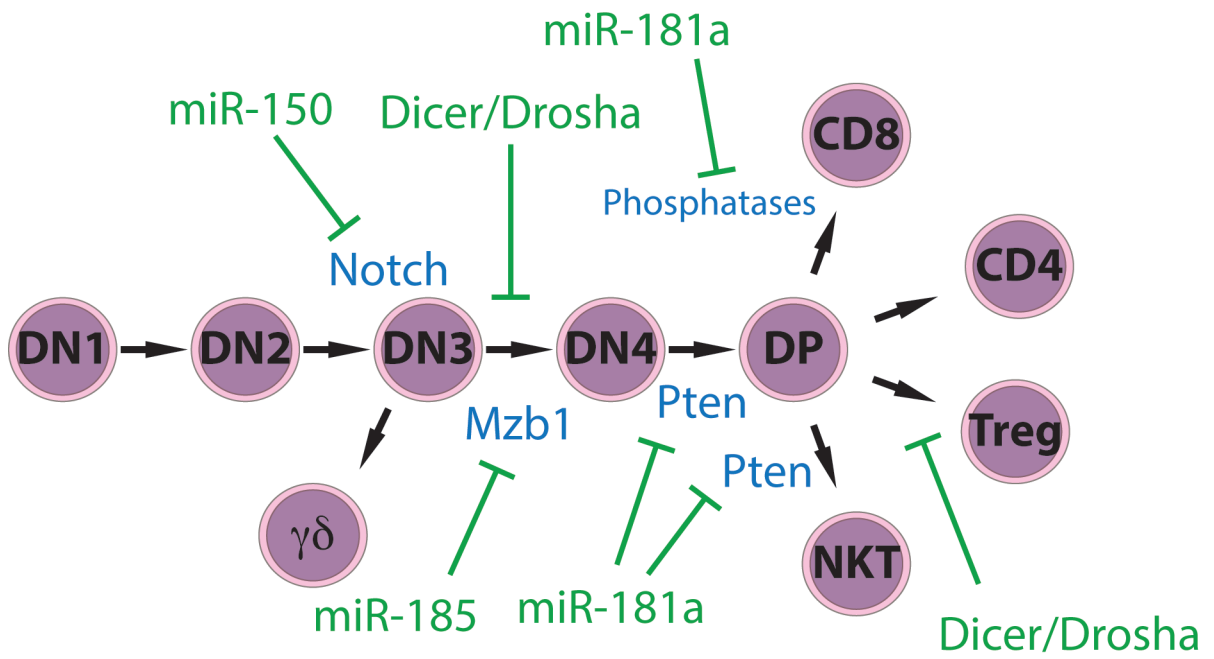 miR-181a
miR-150
Dicer/Drosha
CD8
Phosphatases
Notch
CD4
DN1
DN2
DN3
DN4
DP
Pten
Mzb1
Treg
Pten
γδ
NKT
miR-185
miR-181a
Dicer/Drosha